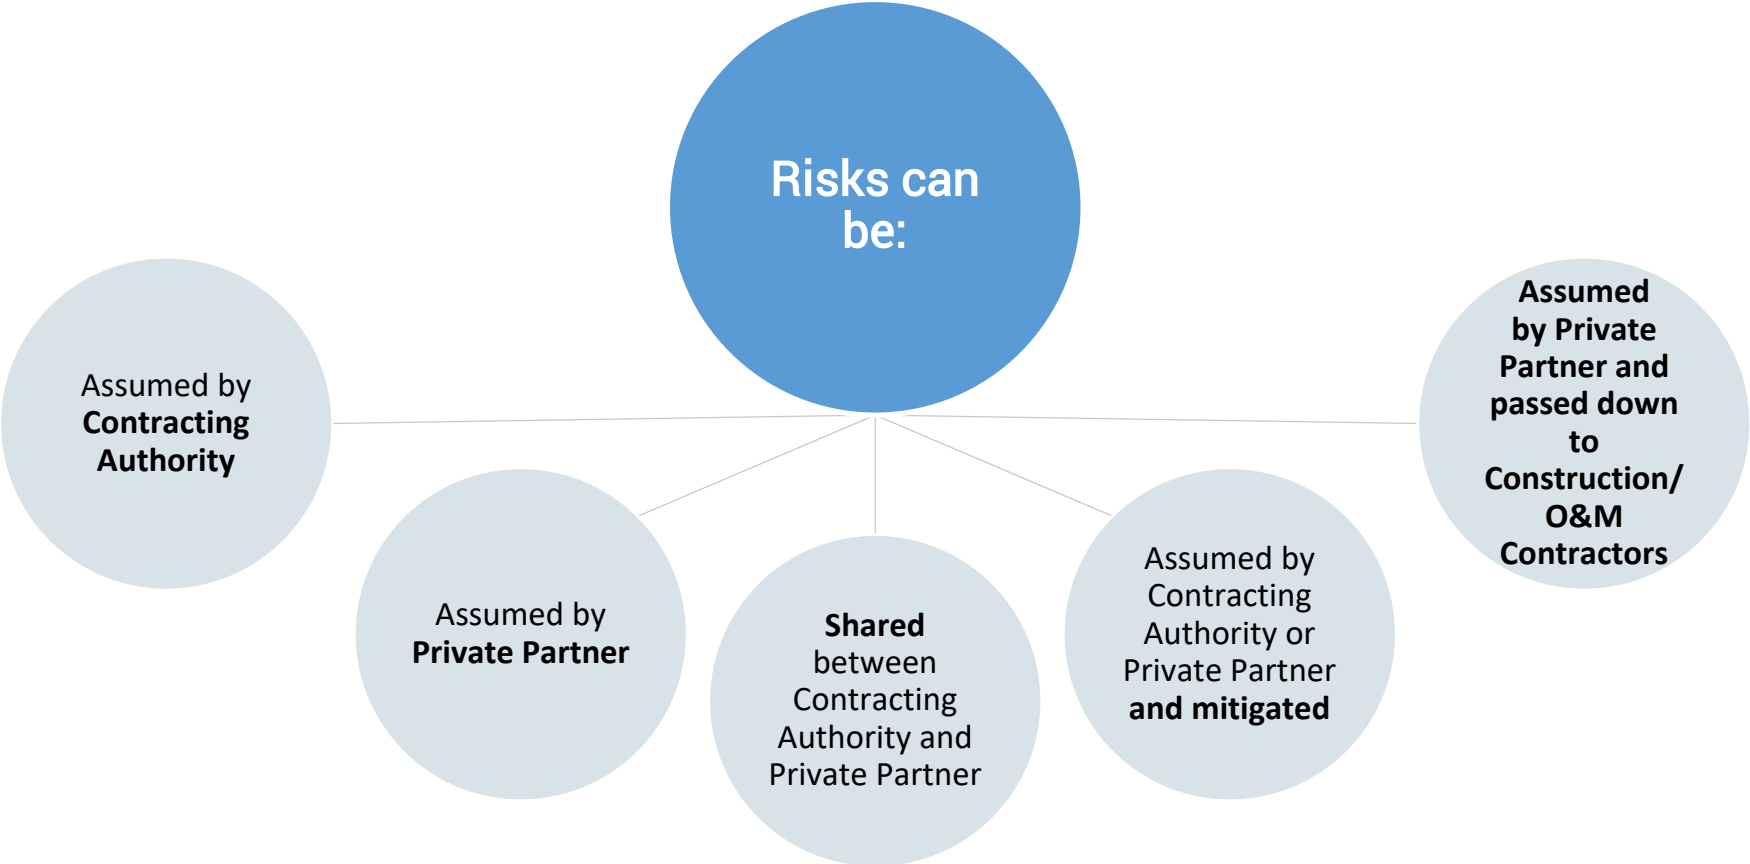 Risks can
be:
Assumed by
Contracting
Authority
Assumed by
Private Partner
Shared
between
Contracting
Authority and
Private Partner
Assumed by
Contracting
Authority or
Private Partner
and mitigated
Assumed
by Private
Partner and
passed down
to
Construction/
O&M
Contractors